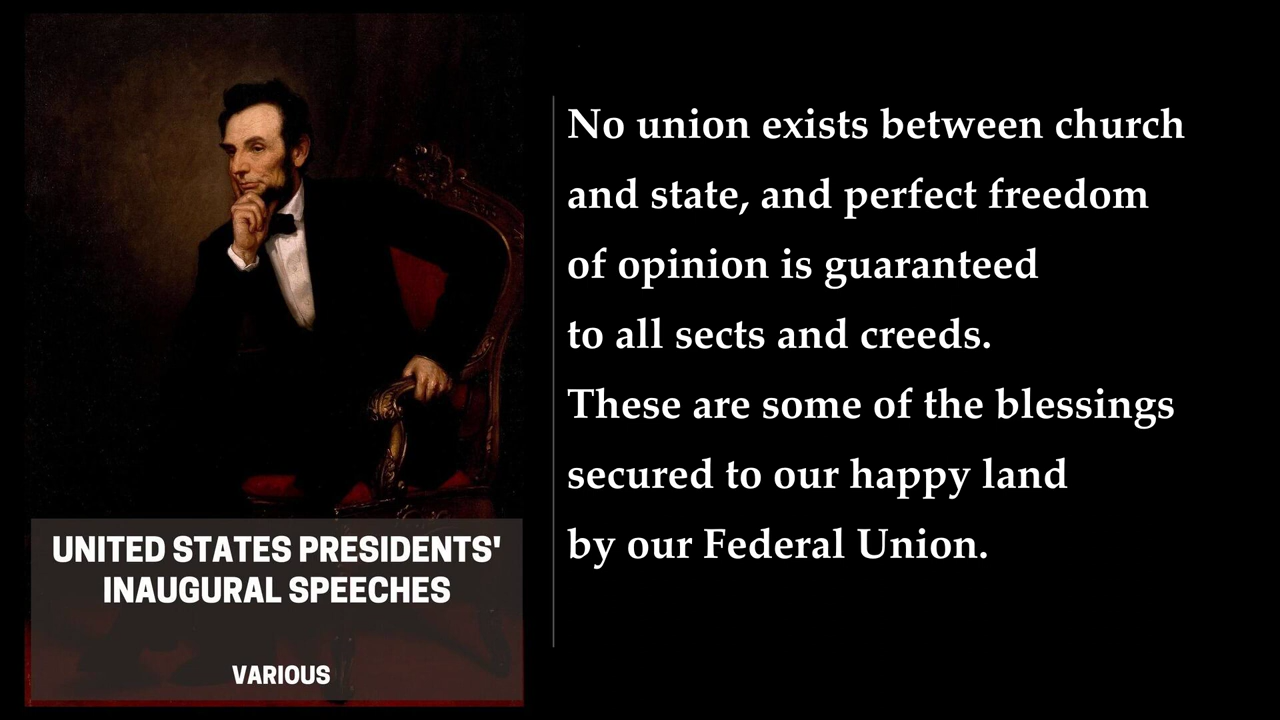 No union exists between church
and state, and perfect freedom
of opinion is guaranteed
to all sects and creeds.
These are some of the blessings
secured to our happy land
by our Federal Union.
UNITED STATES PRESIDENTS'
INAUGURAL SPEECHES
VARIOUS